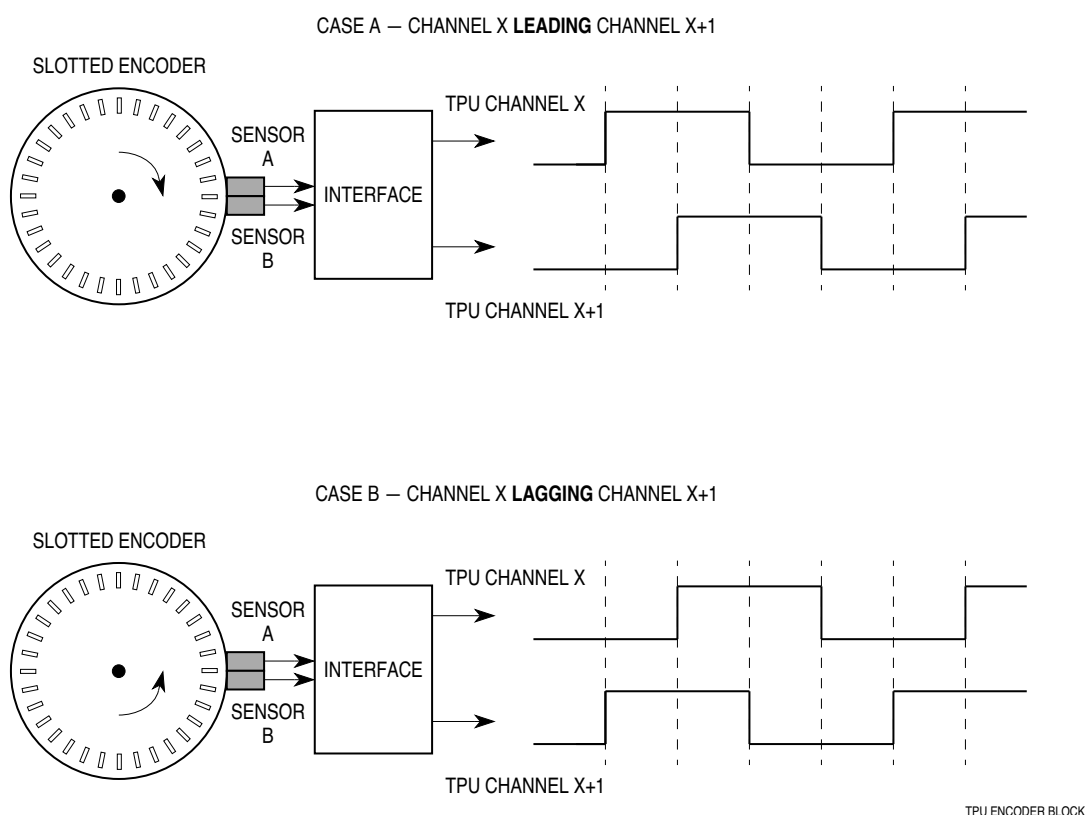 CASE A — CHANNEL X LEADING CHANNEL X+1
SLOTTED ENCODER
TPU CHANNEL X
SENSOR
A
INTERFACE
SENSOR
B
TPU CHANNEL X+1
CASE B — CHANNEL X LAGGING CHANNEL X+1
SLOTTED ENCODER
TPU CHANNEL X
SENSOR
A
INTERFACE
SENSOR
B
TPU CHANNEL X+1
TPU ENCODER BLOCK